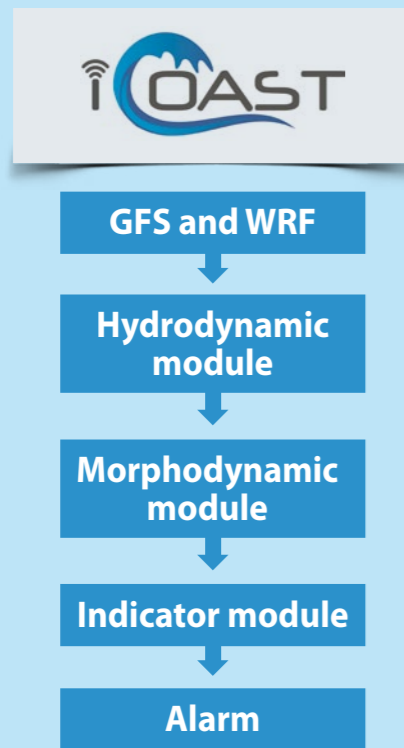 iCOAST
GFS and WRF
Hydrodynamic
module
Morphodynamic
module
Indicator module
Alarm